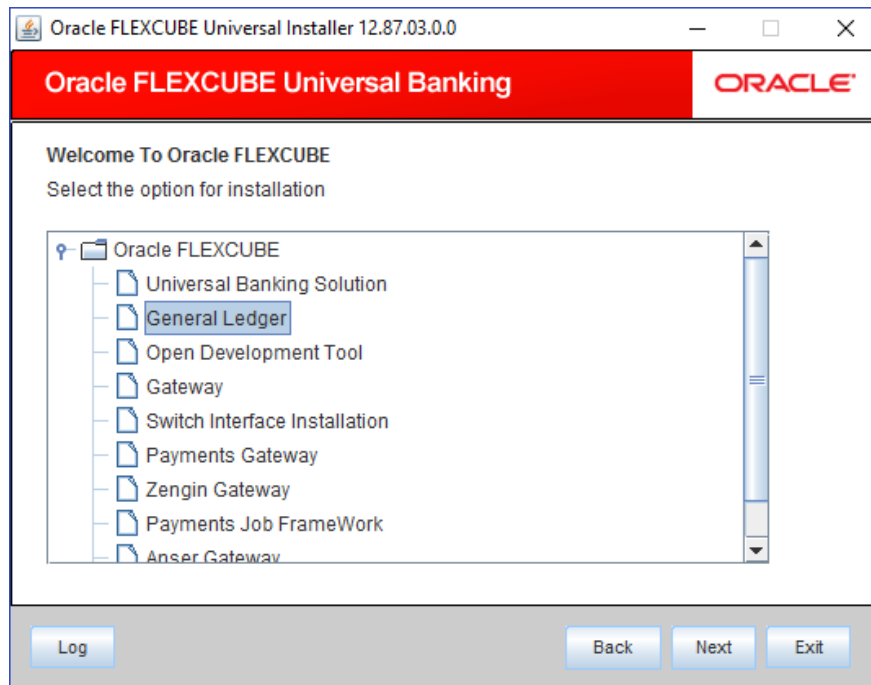 Oracle FLEXCUBE Universal Installer 12.87.03.0.0
Oracle FLEXCUBE Universal Banking
ORACLE
Welcome To Oracle FLEXCUBE
Select the option for installation
Oracle FLEXCUBE
Universal Banking Solution
General Ledger
Open Development Tool
Gateway
Switch Interface Installation
Payments Gateway
Zengin Gateway
Payments Job FrameWork
Anser Gateway
Log Back Next Exit